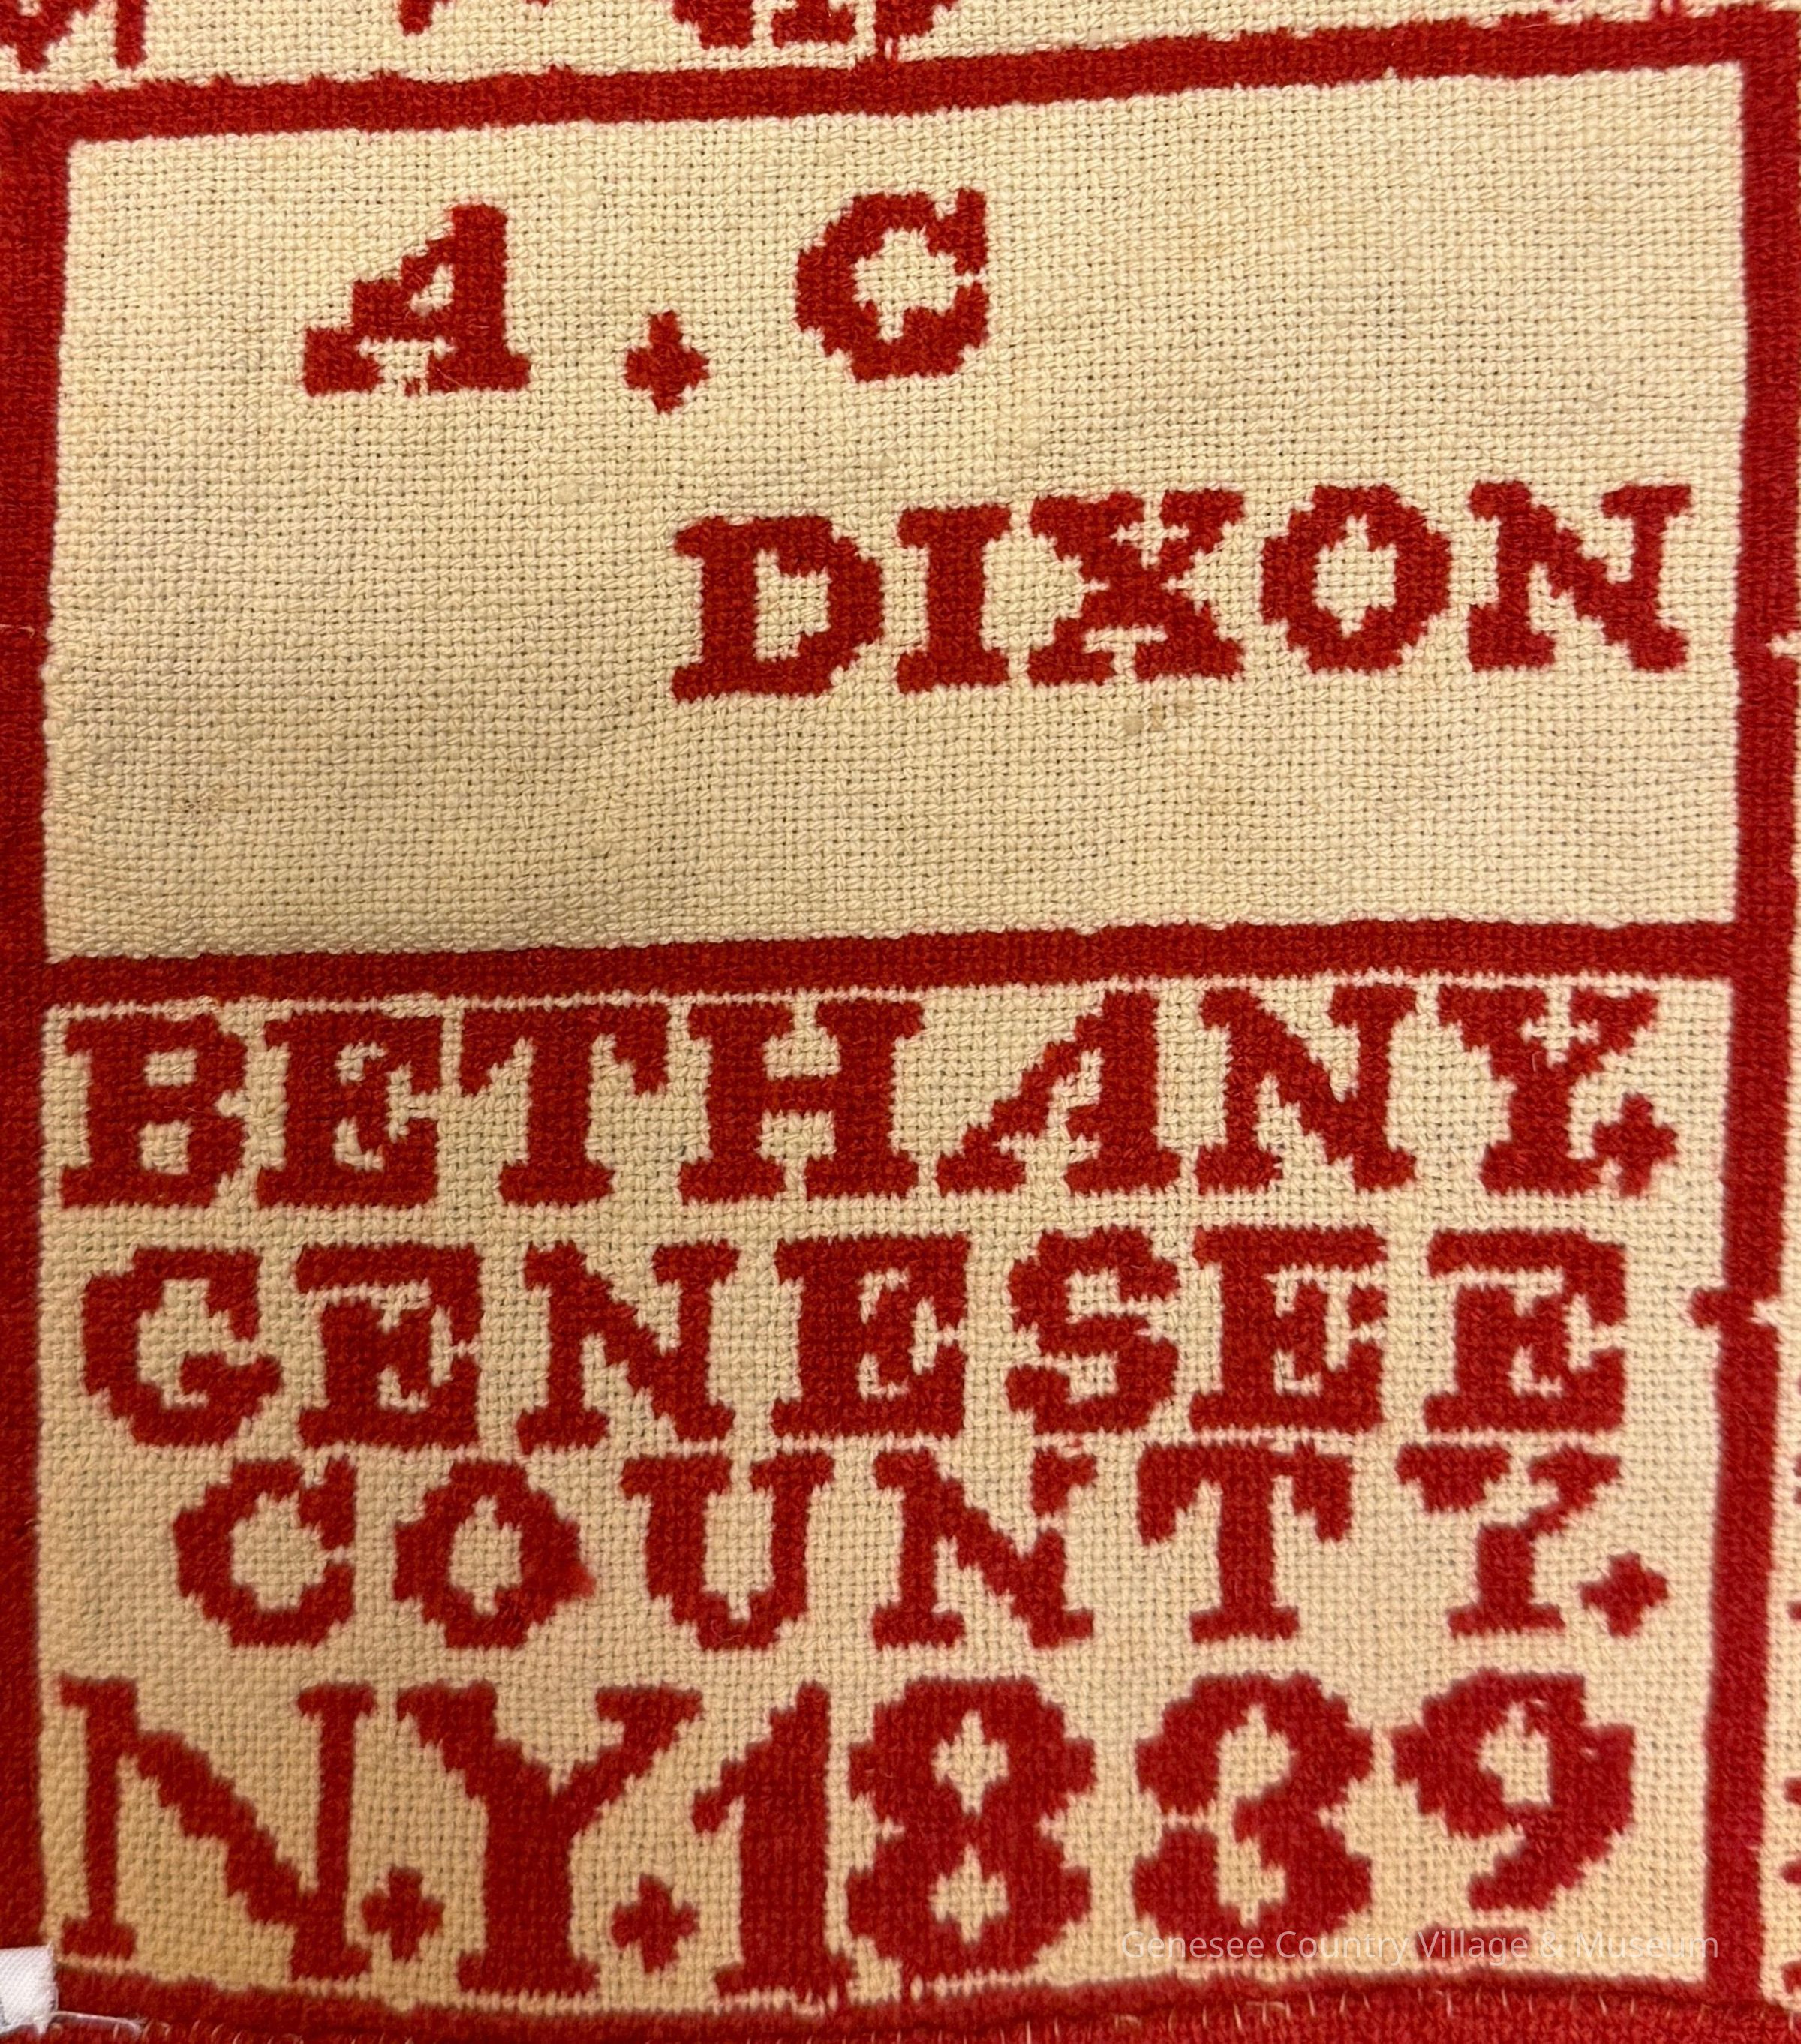 A. C
DIXON
BETHANY.
GENESEE
COUNTY.
N.Y.1839
Genesee Country Village & Museum